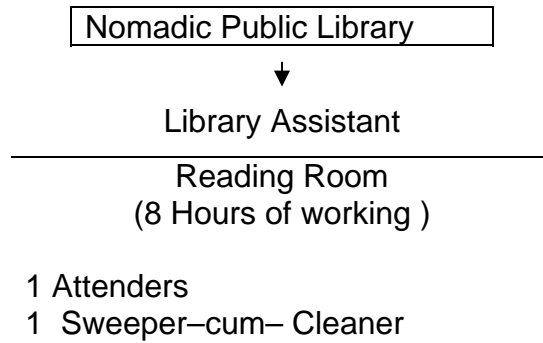 Nomadic Public Library
Library Assistant
Reading Room
(8 Hours of working )
1 Attenders
1 Sweeper–cum– Cleaner